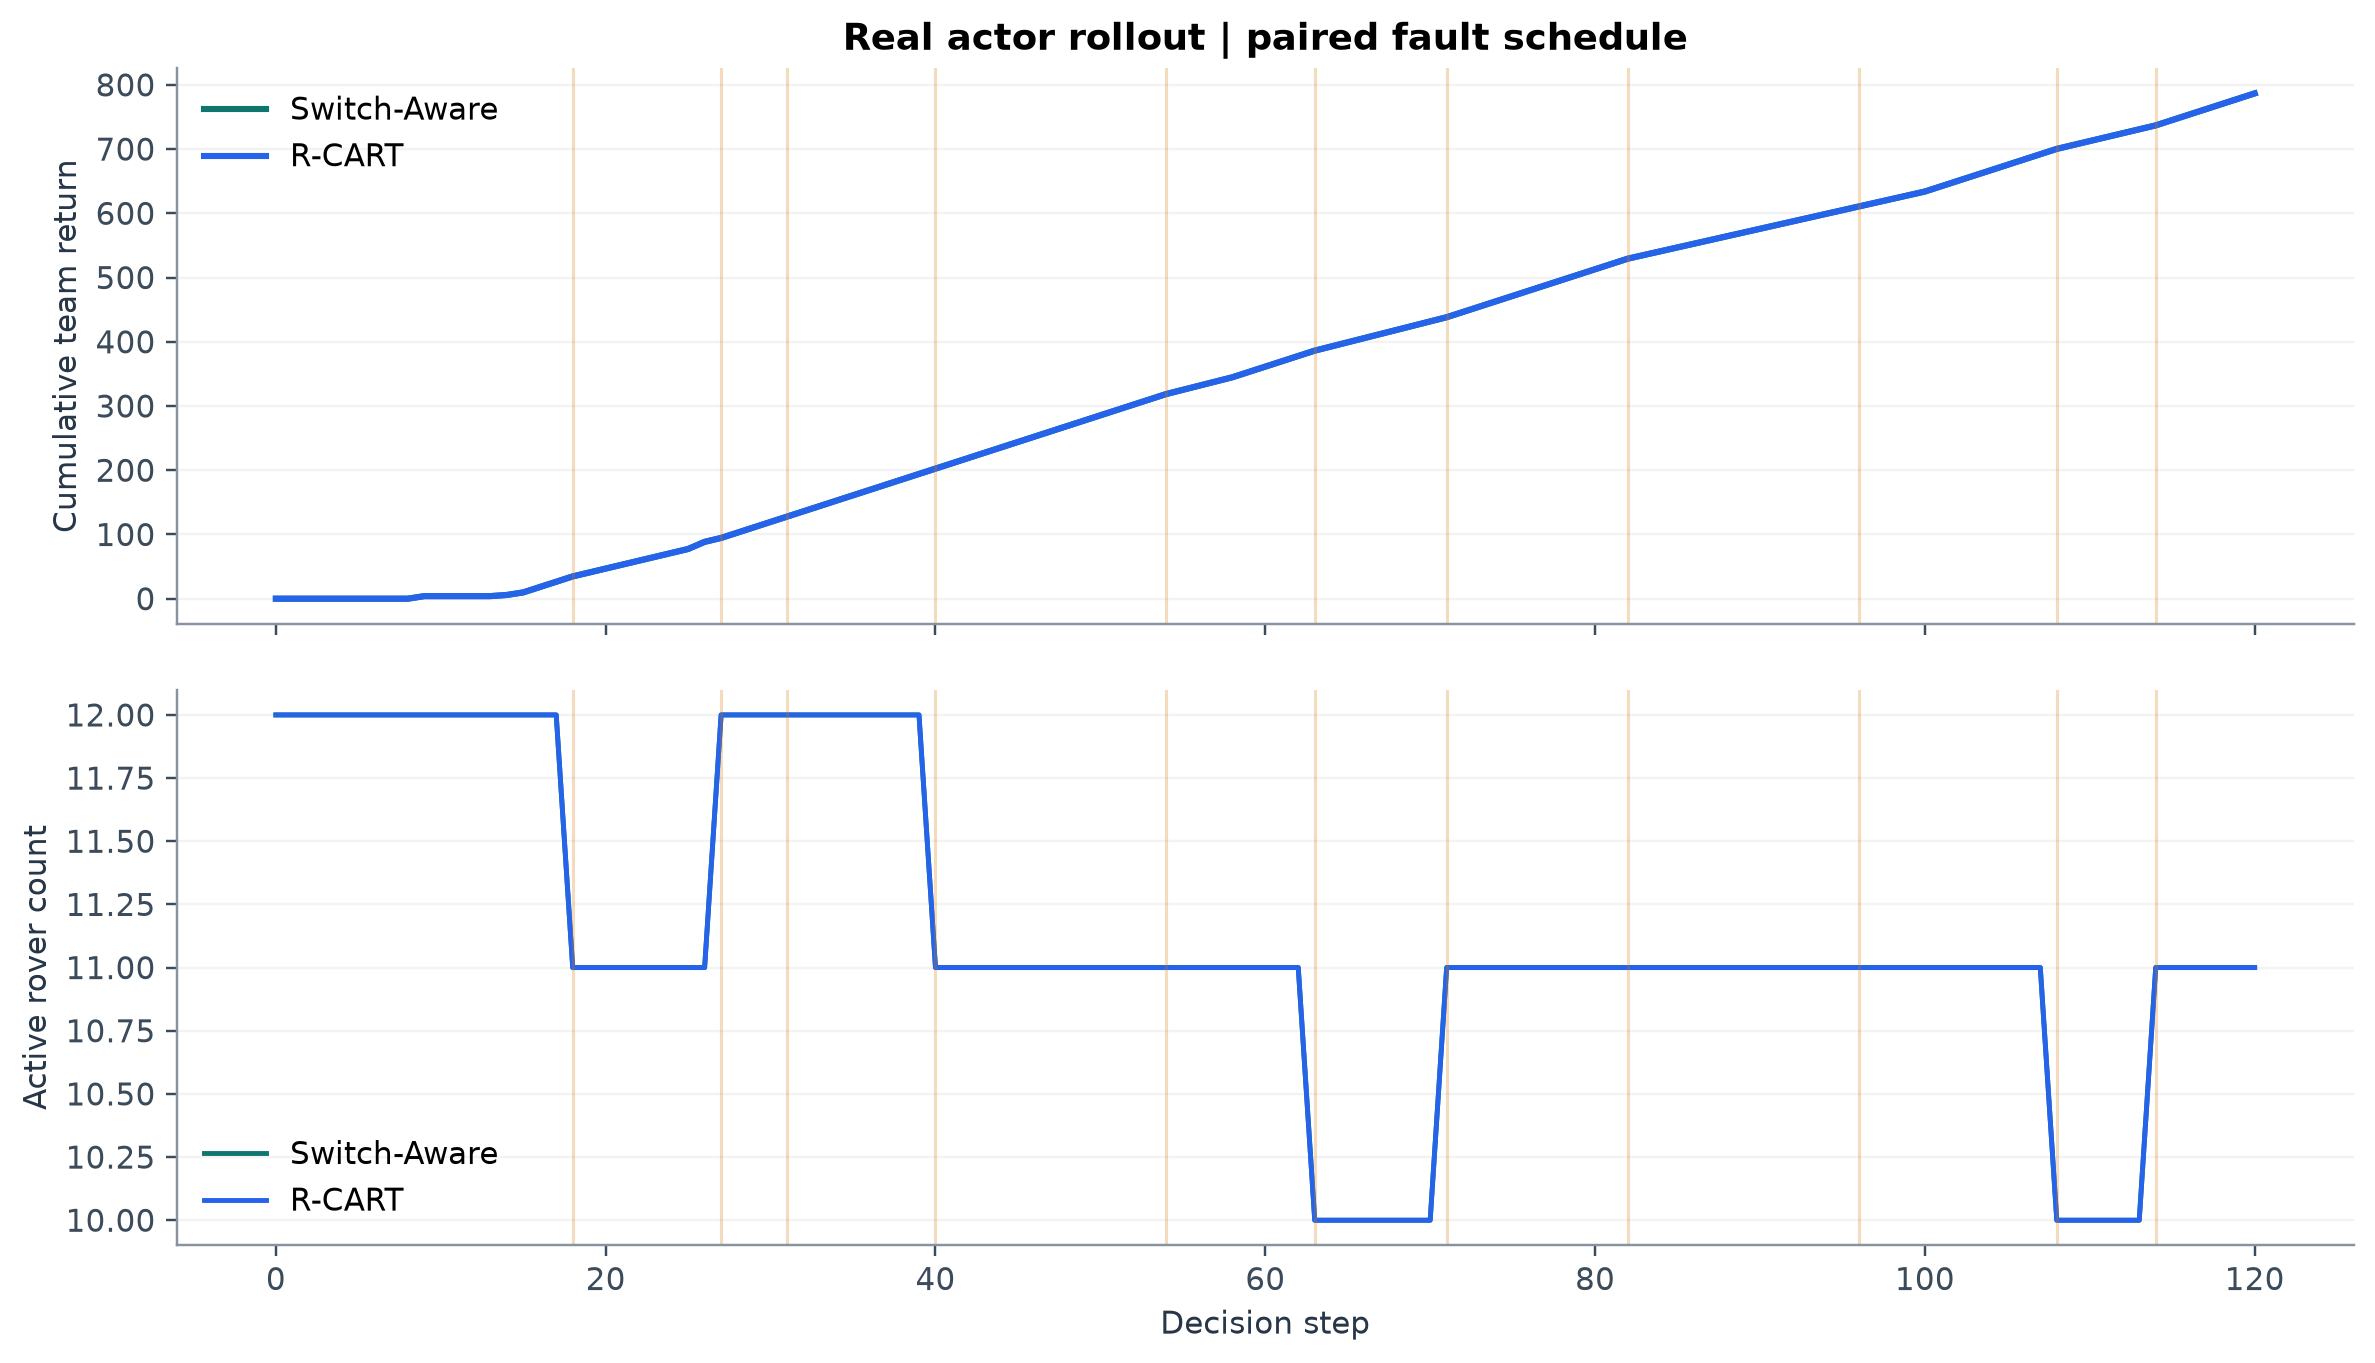 Real actor rollout | paired fault schedule
Cumulative team return
800
700
600
500
400
300
200
100
0
Switch-Aware
R-CART
Active rover count
12.00
11.75
11.50
11.25
11.00
10.75
10.50
10.25
10.00
Switch-Aware
R-CART
0 20 40 60 80 100 120
Decision step